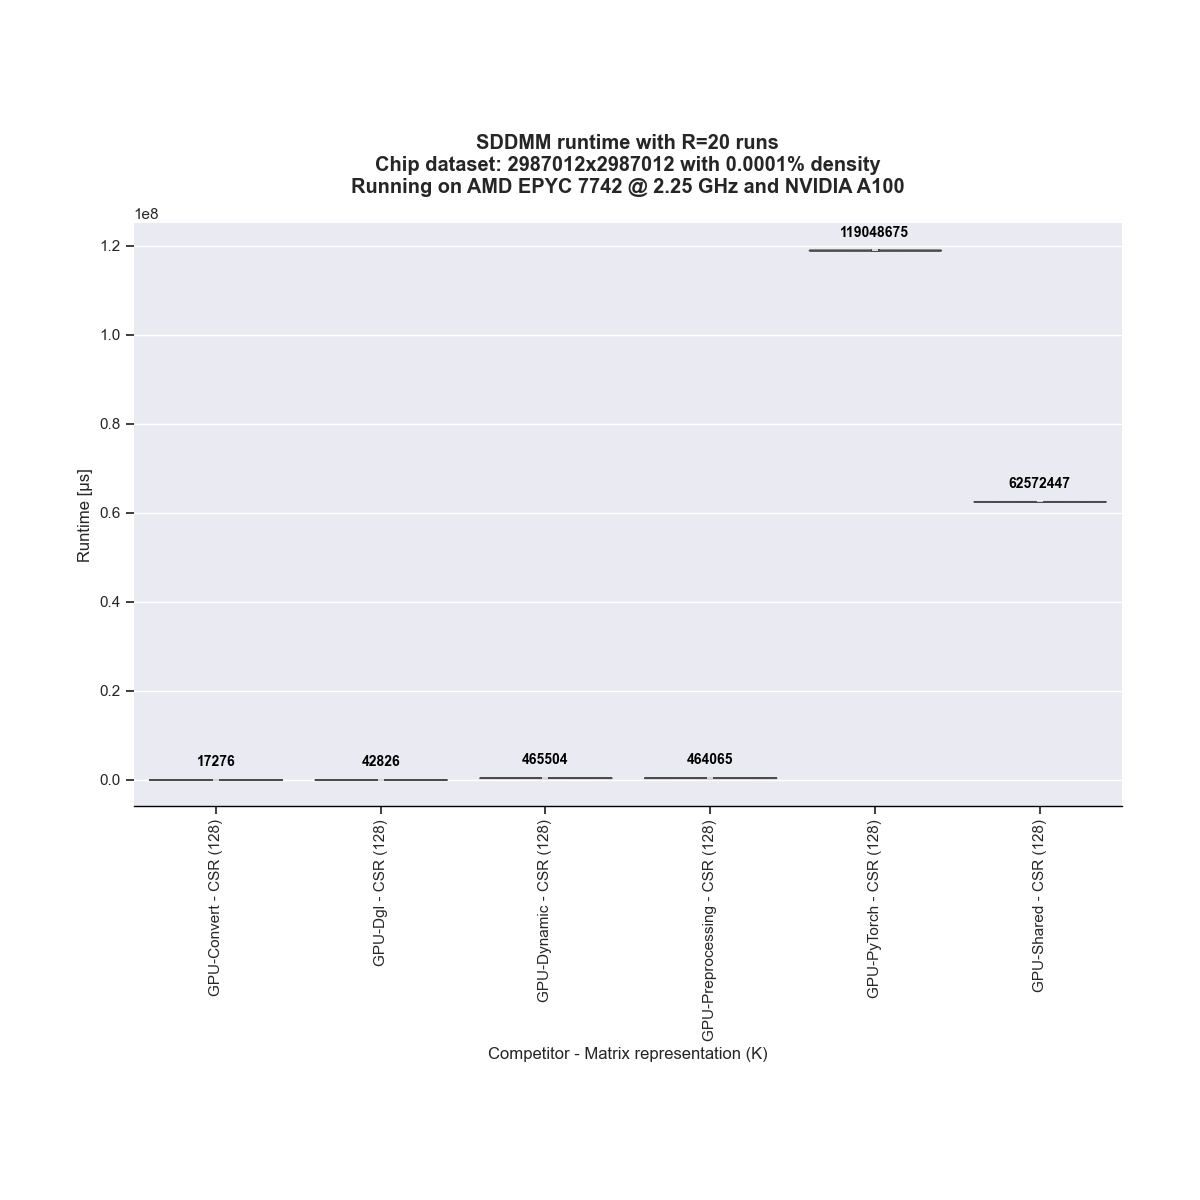 SDDMM runtime with R=20 runs
Chip dataset: 2987012x2987012 with 0.0001% density
Running on AMD EPYC 7742 @ 2.25 GHz and NVIDIA A100
1e8
1.2
1.0
0.8
0.6
0.4
0.2
0.0
Runtime [µs]
17276
42826
465504
464065
119048675
62572447
GPU-Convert - CSR (128)
GPU-Dgl - CSR (128)
GPU-Dynamic - CSR (128)
GPU-Preprocessing - CSR (128)
GPU-PyTorch - CSR (128)
GPU-Shared - CSR (128)
Competitor - Matrix representation (K)